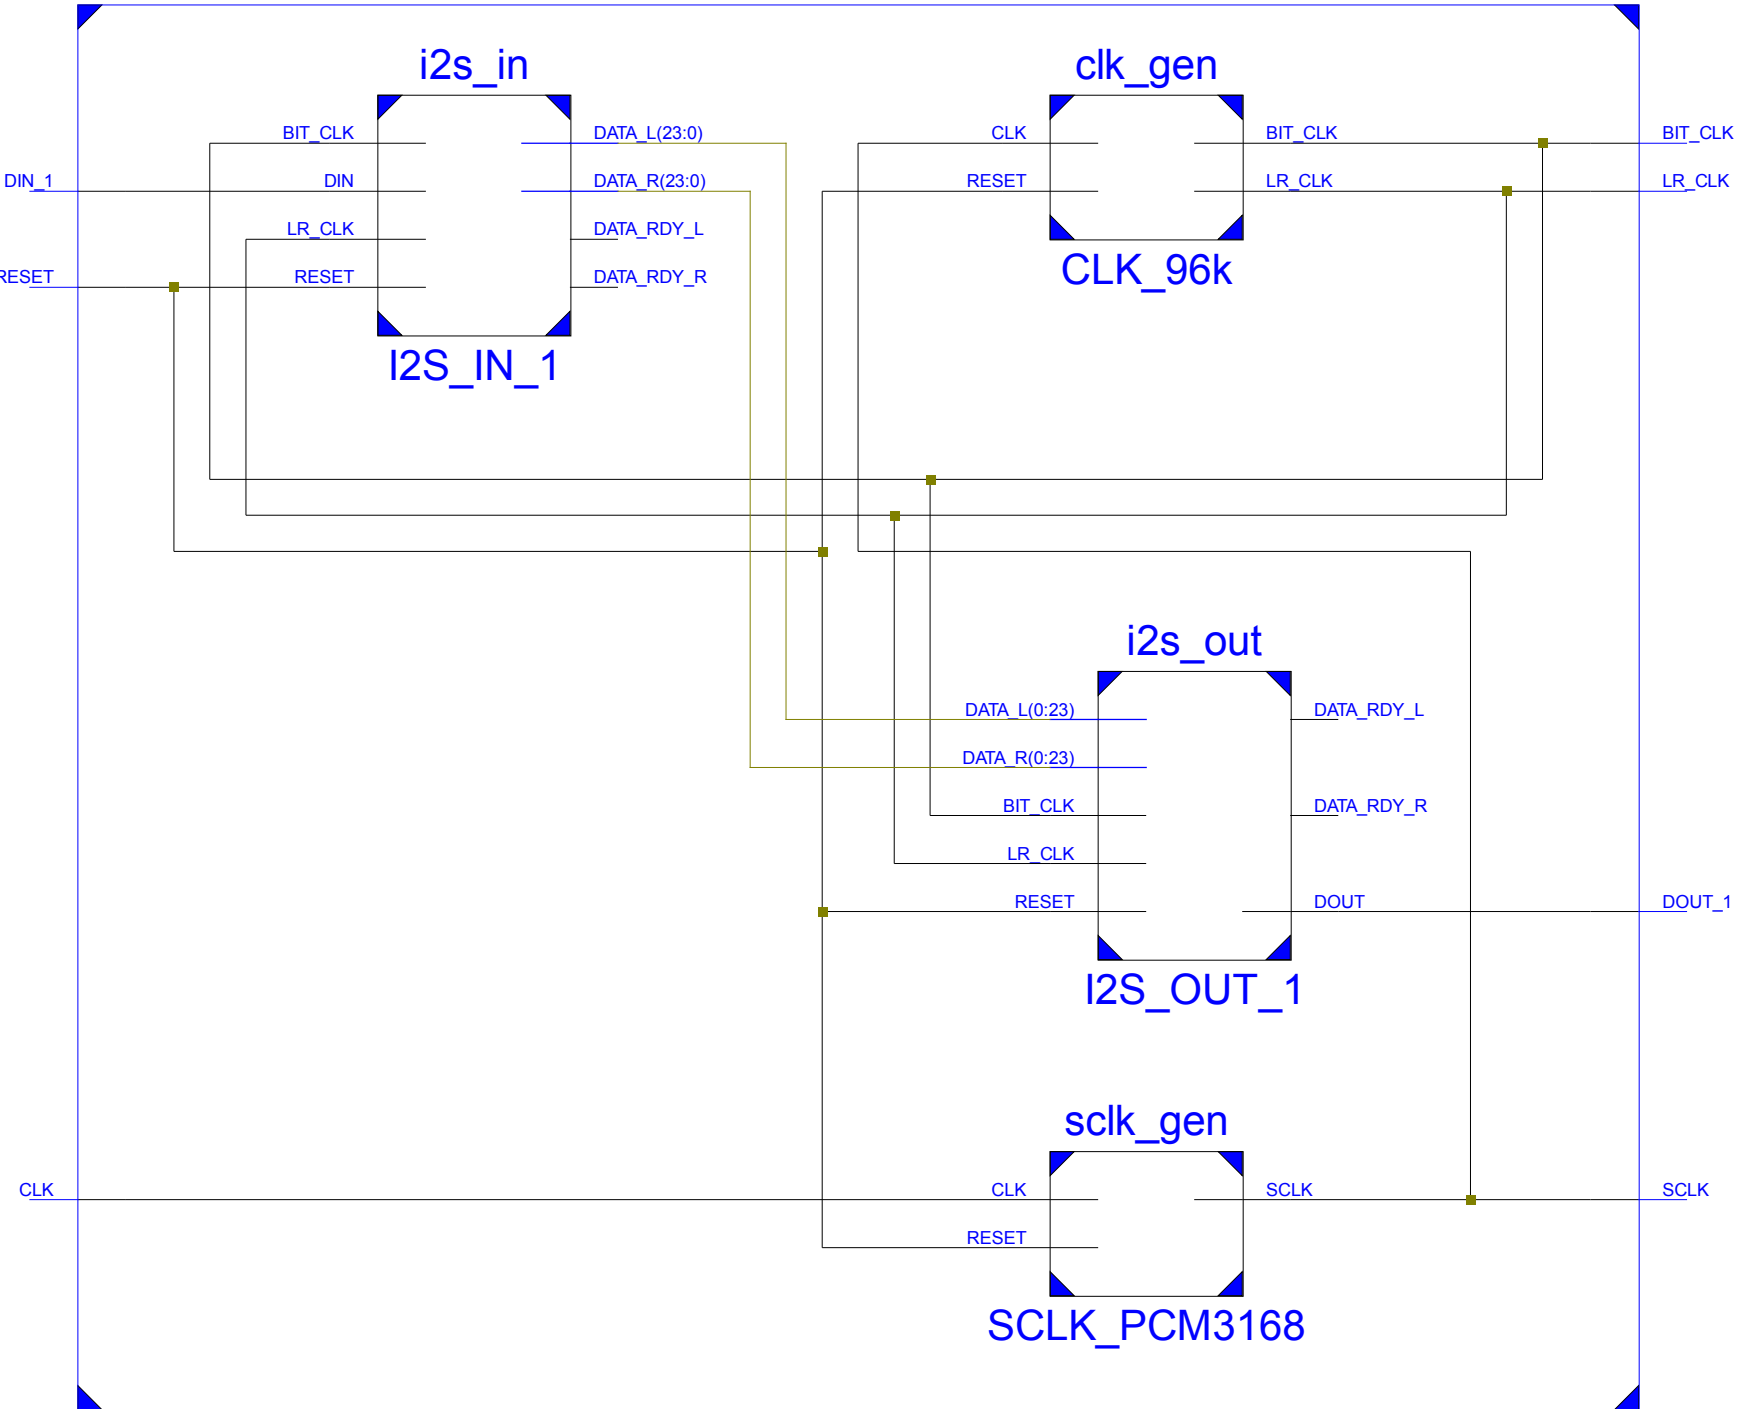 i2s_in
clk_gen
BIT_CLK
DATA_L(23:0)
CLK
BIT_CLK
BIT_CLK
DIN_1
DIN
DATA_R(23:0)
RESET
LR_CLK
LR_CLK
LR_CLK
DATA_RDY_L
RESET
RESET
DATA_RDY_R
CLK_96k
I2S_IN_1
i2s_out
DATA_L(0:23)
DATA_RDY_L
DATA_R(0:23)
BIT_CLK
DATA_RDY_R
LR_CLK
RESET
DOUT
DOUT_1
I2S_OUT_1
sclk_gen
CLK
CLK
SCLK
SCLK
RESET
SCLK_PCM3168